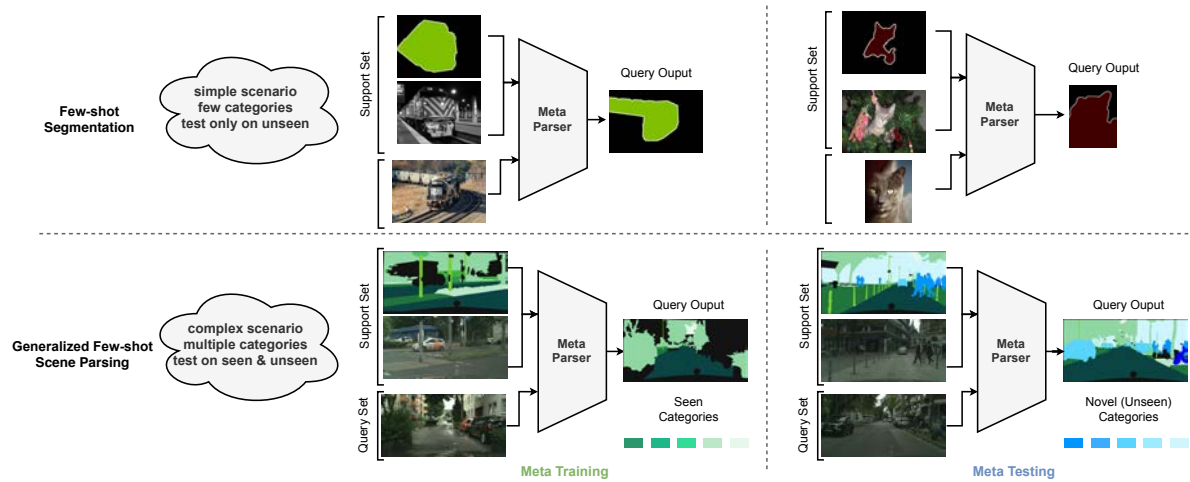 Few-shot
Segmentation
simple scenario
few categories
test only on unseen
Support Set
Meta
Parser
Query Ouput
Support Set
Meta
Parser
Query Ouput
Generalized Few-shot
Scene Parsing
complex scenario
multiple categories
test on seen & unseen
Support Set
Query Set
Meta
Parser
Query Ouput
Seen
Categories
Meta Training
Support Set
Query Set
Meta
Parser
Query Ouput
Novel (Unseen)
Categories
Meta Testing